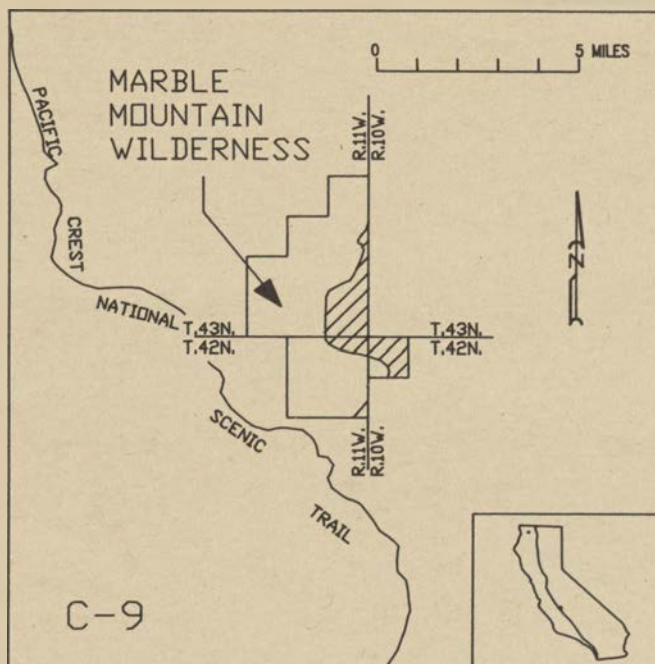 0 5 MILES
MARBLE
MOUNTAIN
WILDERNESS
R.11W.
R.10W.
PACIFIC
CREST
NATIONAL
T.43N.
T.42N.
T.43N.
T.42N.
N
R.11W.
R.10W.
SCENIC
TRAIL
C-9